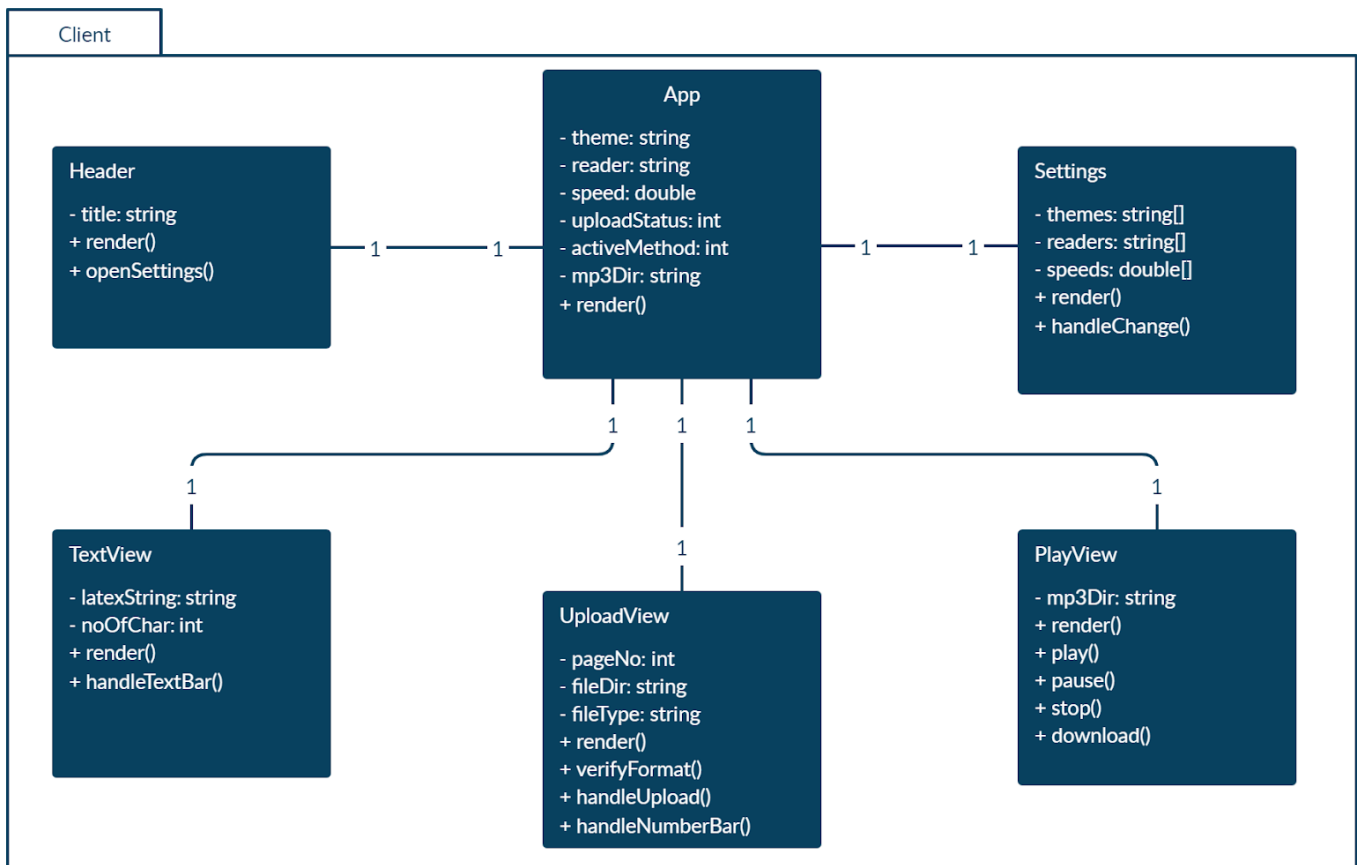 Client
App
- theme: string
- reader: string
- speed: double
- uploadStatus: int
- activeMethod: int
- mp3Dir: string
+ render()
Header
- title: string
+ render()
+ openSettings()
Settings
- themes: string[]
- readers: string[]
- speeds: double[]
+ render()
+ handleChange()
1
1
1
1
1
1
1
1
1
1
TextView
- latexString: string
- noOfChar: int
+ render()
+ handleTextBar()
UploadView
- pageNo: int
- fileDir: string
- fileType: string
+ render()
+ verifyFormat()
+ handleUpload()
+ handleNumberBar()
PlayView
- mp3Dir: string
+ render()
+ play()
+ pause()
+ stop()
+ download()